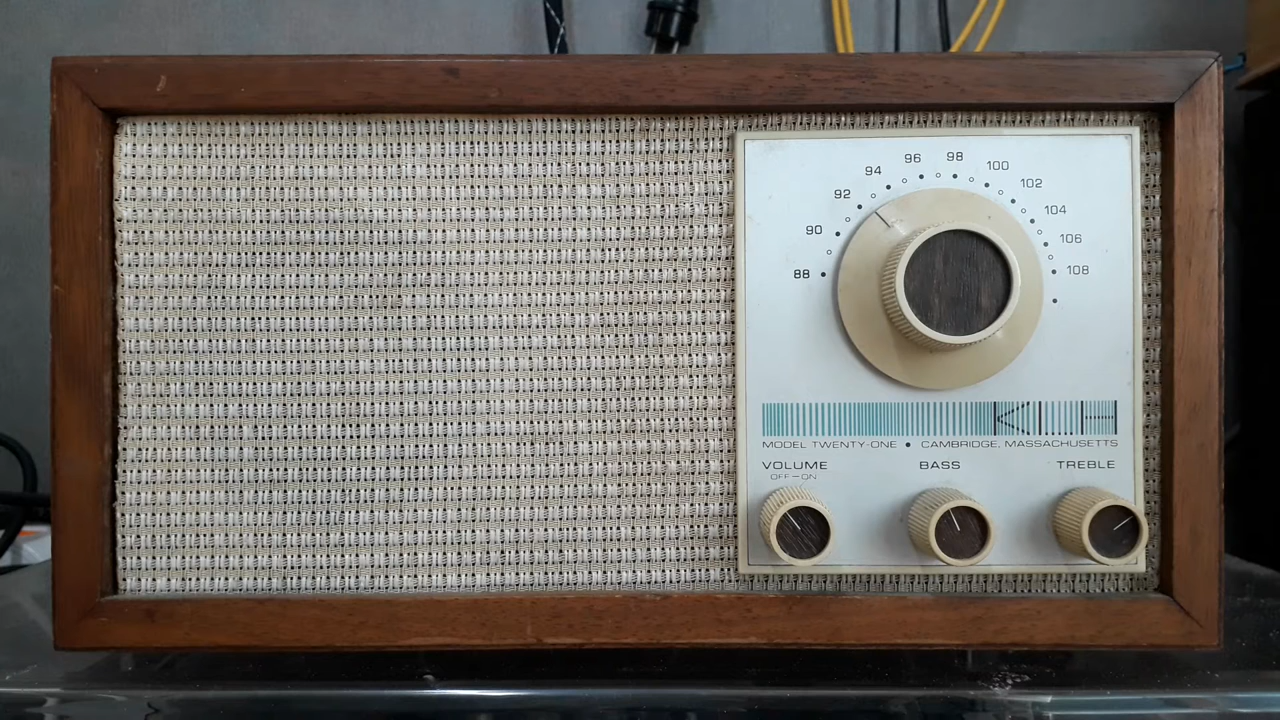 88 90 92 94 96 98 100 102 104 106 108
KLH
MODEL TWENTY-ONE • CAMBRIDGE, MASSACHUSETTS
VOLUME BASS TREBLE
OFF—ON